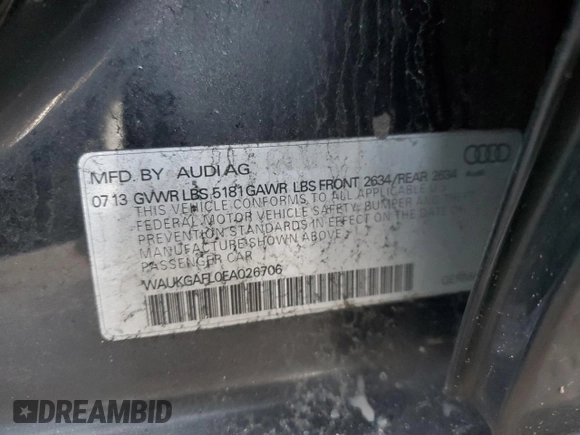 MFD. BY AUDI AG
07 13 GVWR LBS 5181 GAWR LBS FRONT 2634/REAR 2634
Audi
THIS VEHICLE CONFORMS TO ALL APPLICABLE U.S.
FEDERAL MOTOR VEHICLE SAFETY, BUMPER AND THEFT
PREVENTION STANDARDS IN EFFECT ON THE DATE OF
MANUFACTURE SHOWN ABOVE.
PASSENGER CAR
WAUKGAFL0EA026706
DREAMBID